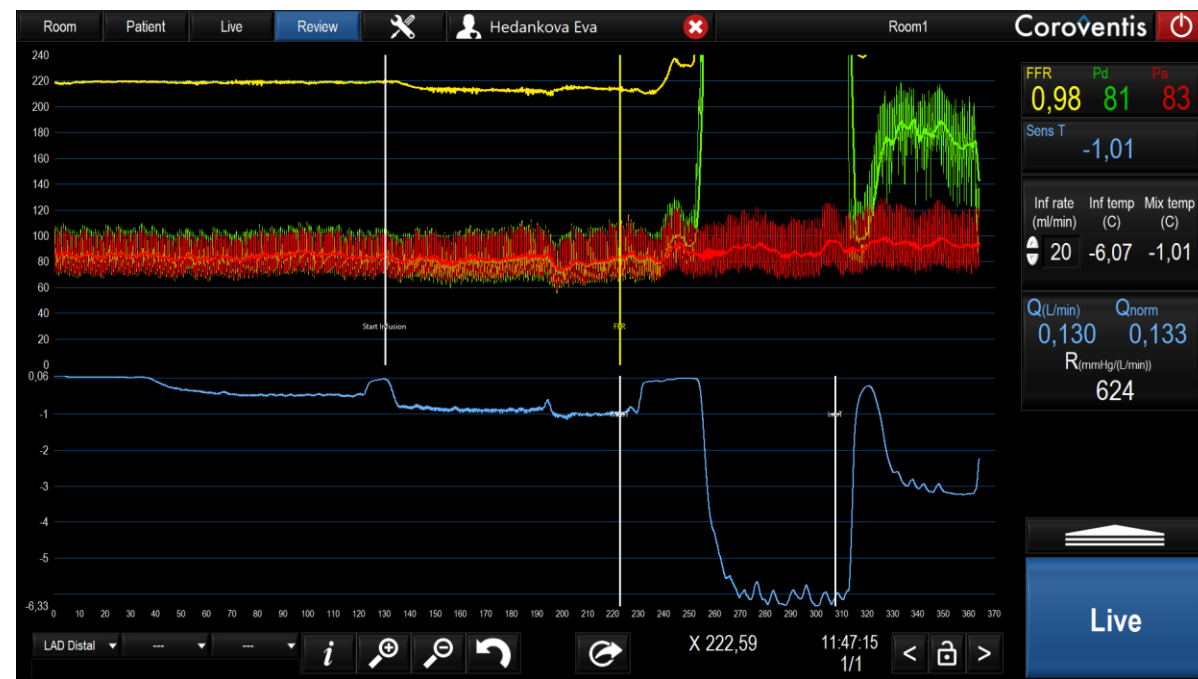 Room Patient Live Review Hedankova Eva Room1 Coroventis
240
220
200
180
160
140
120
100
80
60
40
20
0
Start Infusion FFR
0,06
-1
-2
-3
-4
-5
-6,33
0 10 20 30 40 50 60 70 80 90 100 110 120 130 140 150 160 170 180 190 200 210 220 230 240 250 260 270 280 290 300 310 320 330 340 350 360 370
FFR Pd Pa
0,98 81 83
Sens T
-1,01
Inf rate Inf temp Mix temp
(ml/min) (C) (C)
20 -6,07 -1,01
Q(L/min) Qnorm
0,130 0,133
R(mmHg/(L/min))
624
Live
LAD Distal --- --- i X 222,59 11:47:15 < >
1/1